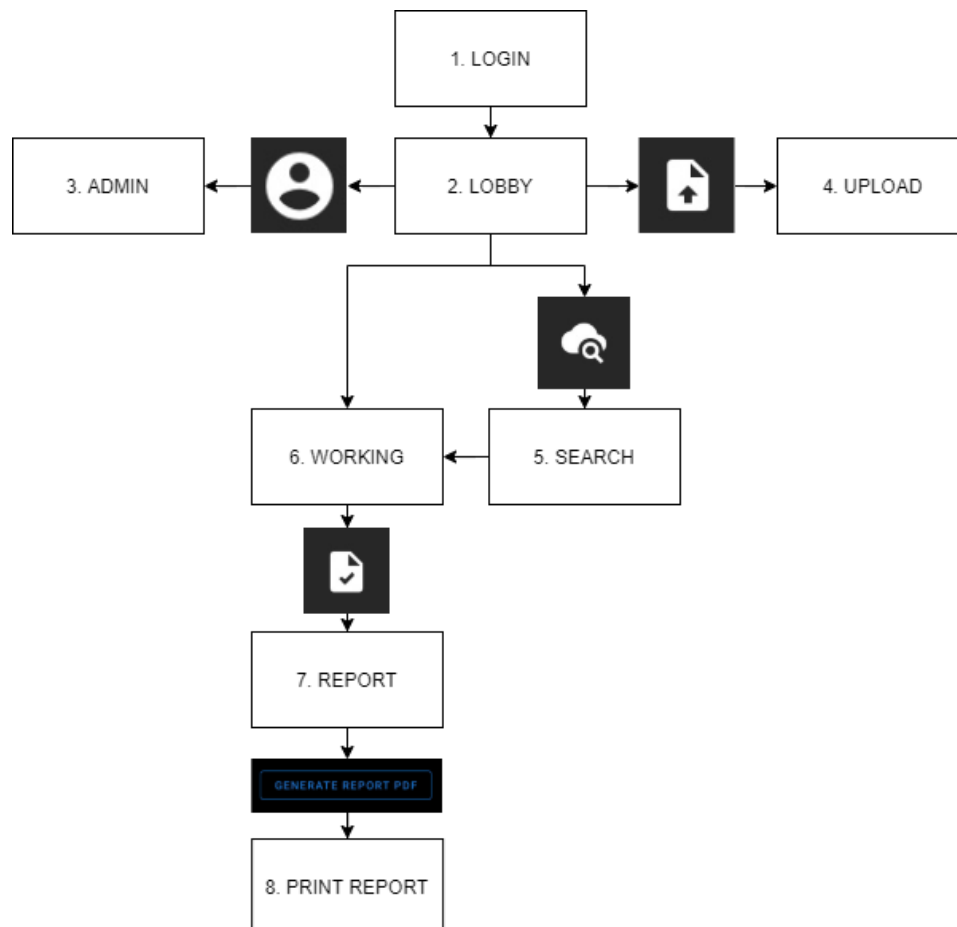 1. LOGIN
3. ADMIN
2. LOBBY
4. UPLOAD
6. WORKING
5. SEARCH
7. REPORT
GENERATE REPORT PDF
8. PRINT REPORT